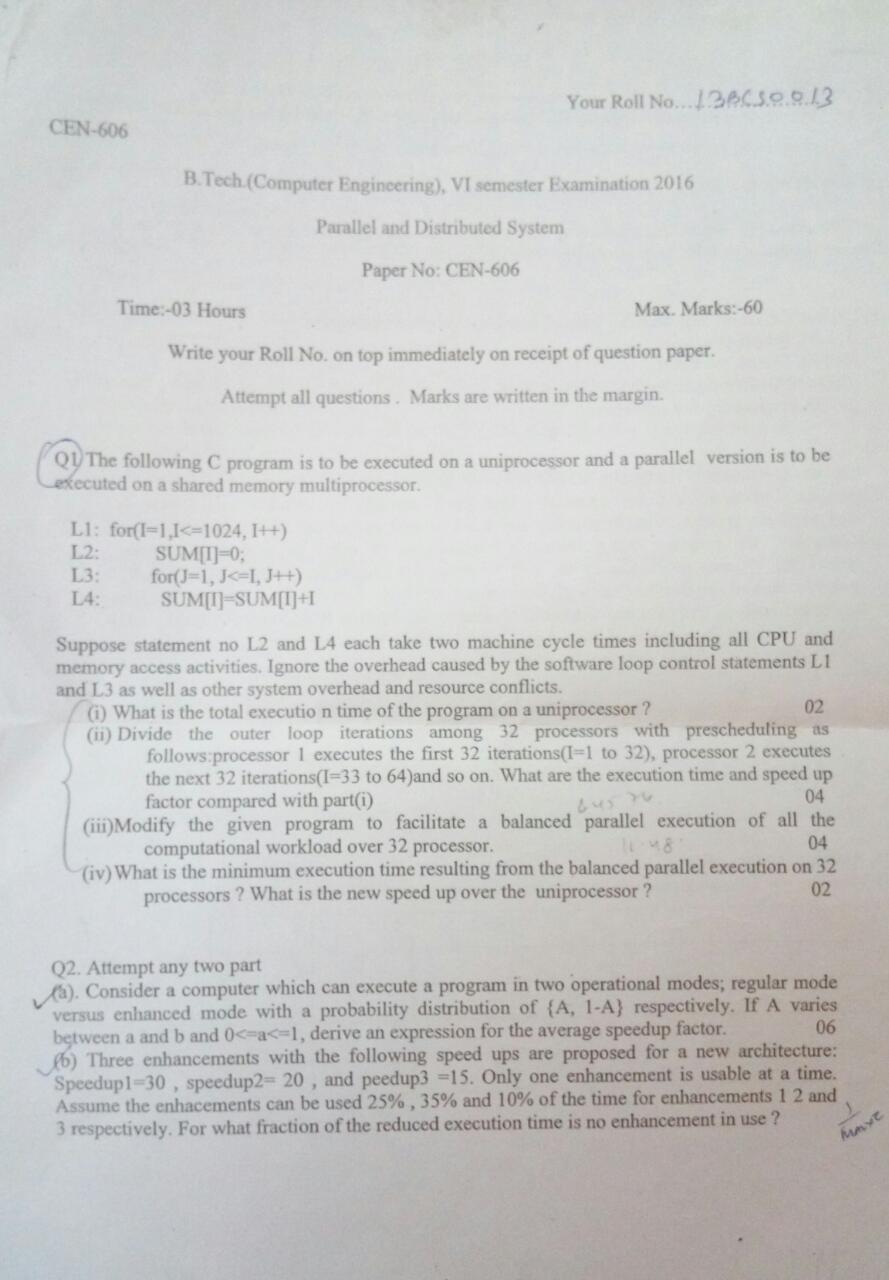 Your Roll No...13BCS0013
CEN-606
B.Tech.(Computer Engineering), VI semester Examination 2016
Parallel and Distributed System
Paper No: CEN-606
Time:-03 Hours Max. Marks:-60
Write your Roll No. on top immediately on receipt of question paper.
Attempt all questions . Marks are written in the margin.
Q1 The following C program is to be executed on a uniprocessor and a parallel version is to be
executed on a shared memory multiprocessor.
L1: for(I=1,I<=1024, I++)
L2: SUM[I]=0;
L3: for(J=1, J<=I, J++)
L4: SUM[I]=SUM[I]+I
Suppose statement no L2 and L4 each take two machine cycle times including all CPU and
memory access activities. Ignore the overhead caused by the software loop control statements L1
and L3 as well as other system overhead and resource conflicts.
(i) What is the total executio n time of the program on a uniprocessor ? 02
(ii) Divide the outer loop iterations among 32 processors with prescheduling as
follows:processor 1 executes the first 32 iterations(I=1 to 32), processor 2 executes
the next 32 iterations(I=33 to 64)and so on. What are the execution time and speed up
factor compared with part(i) 04
(iii)Modify the given program to facilitate a balanced parallel execution of all the
computational workload over 32 processor. 04
(iv)What is the minimum execution time resulting from the balanced parallel execution on 32
processors ? What is the new speed up over the uniprocessor ? 02
Q2. Attempt any two part
(a). Consider a computer which can execute a program in two operational modes; regular mode
versus enhanced mode with a probability distribution of {A, 1-A} respectively. If A varies
between a and b and 0<=a<=1, derive an expression for the average speedup factor. 06
(b) Three enhancements with the following speed ups are proposed for a new architecture:
Speedup1=30 , speedup2= 20 , and peedup3 =15. Only one enhancement is usable at a time.
Assume the enhacements can be used 25% , 35% and 10% of the time for enhancements 1 2 and
3 respectively. For what fraction of the reduced execution time is no enhancement in use ?